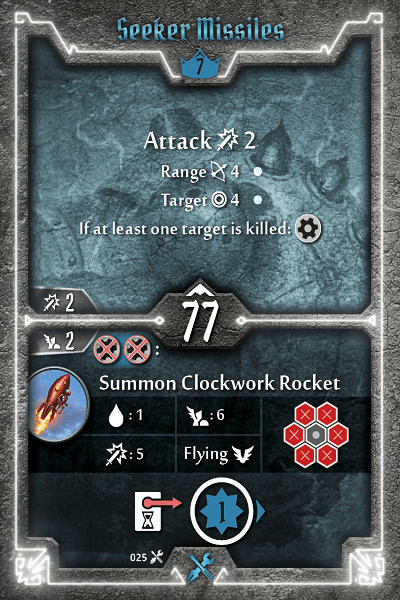 Seeker Missiles
7
Attack 2
Range 4
Target 4
If at least one target is killed:
2
77
2 :
Summon Clockwork Rocket
: 1 : 6
: 5 Flying
1
025